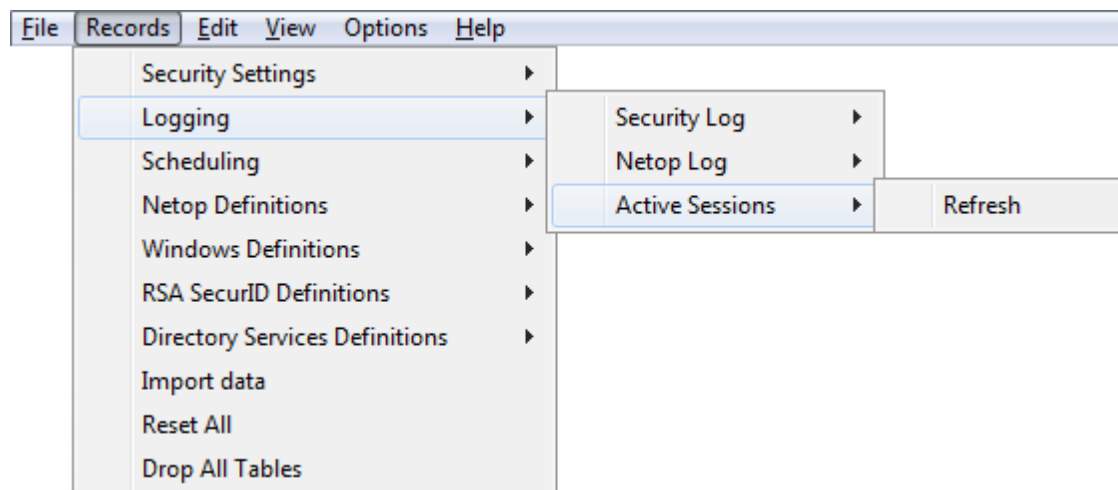 File Records Edit View Options Help
Security Settings
Logging Security Log
Scheduling Netop Log
Netop Definitions Active Sessions Refresh
Windows Definitions
RSA SecurID Definitions
Directory Services Definitions
Import data
Reset All
Drop All Tables